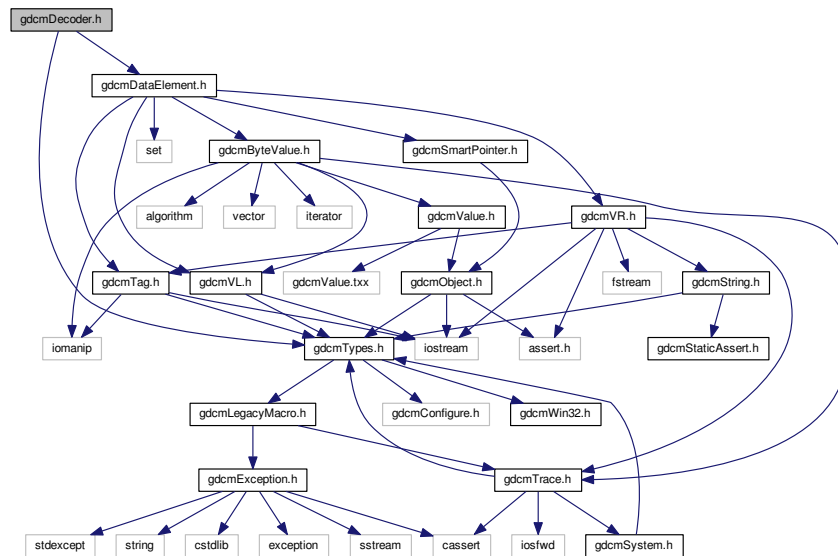 gdcmDecoder.h
gdcmDataElement.h
set
gdcmByteValue.h
gdcmSmartPointer.h
algorithm
vector
iterator
gdcmValue.h
gdcmVR.h
gdcmTag.h
gdcmVL.h
gdcmValue.txx
gdcmObject.h
fstream
gdcmString.h
iomanip
gdcmTypes.h
iostream
assert.h
gdcmStaticAssert.h
gdcmLegacyMacro.h
gdcmConfigure.h
gdcmWin32.h
gdcmException.h
gdcmTrace.h
stdexcept
string
cstdlib
exception
sstream
cassert
iosfwd
gdcmSystem.h